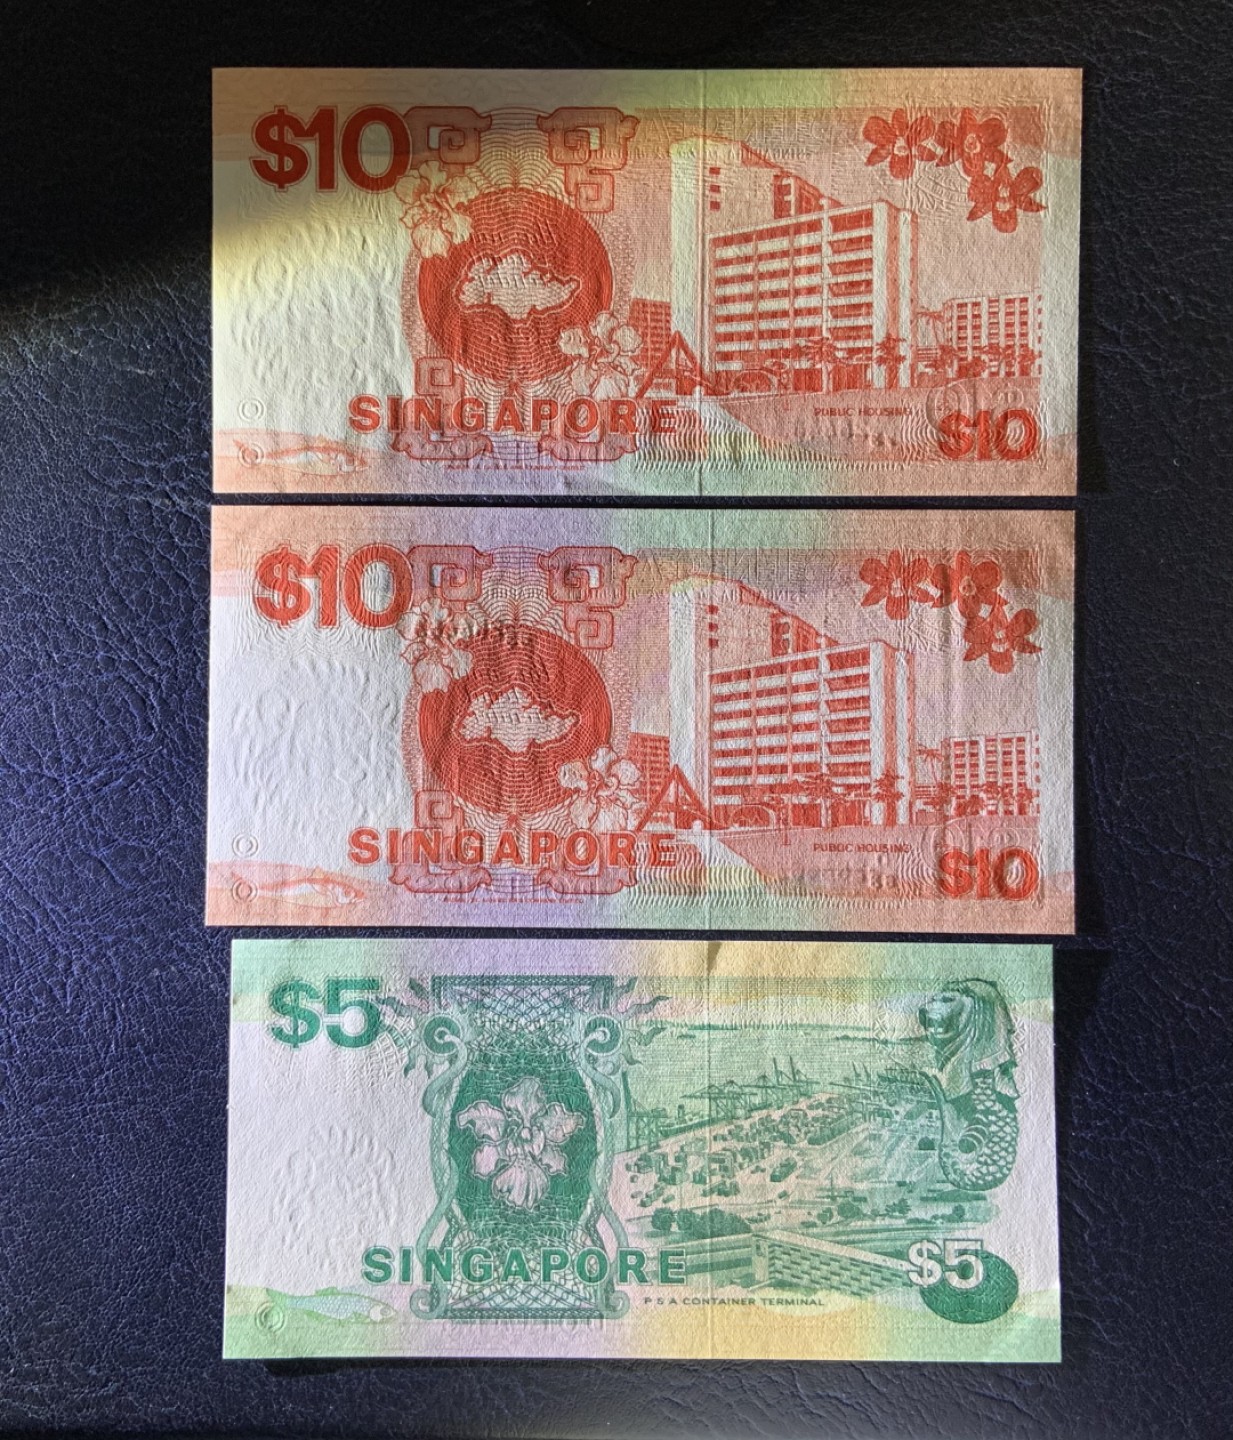 $10
SINGAPORE
PUBLIC HOUSING
$10
$10
SINGAPORE
PUBLIC HOUSING
$10
$5
SINGAPORE
$5
P S A CONTAINER TERMINAL